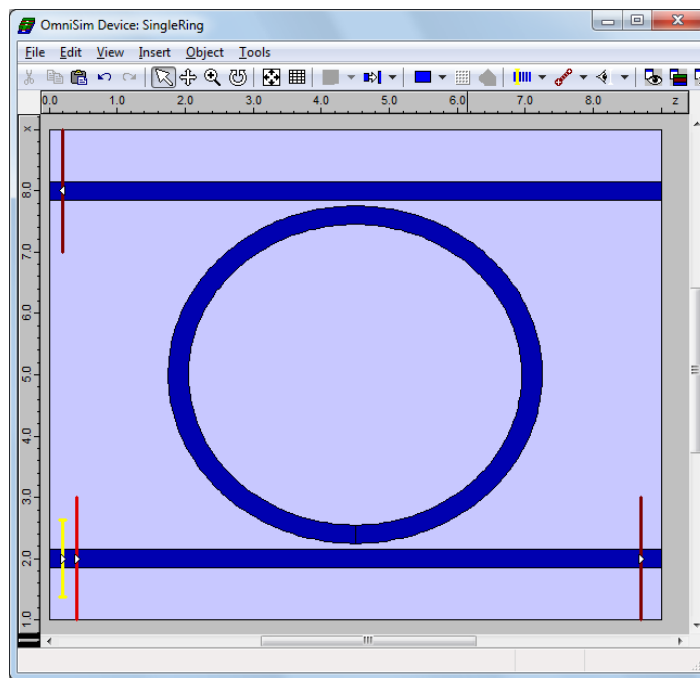 OmniSim Device: SingleRing
File Edit View Insert Object Tools
0.0 1.0 2.0 3.0 4.0 5.0 6.0 7.0 8.0 z
x
8.0
7.0
6.0
5.0
4.0
3.0
2.0
1.0